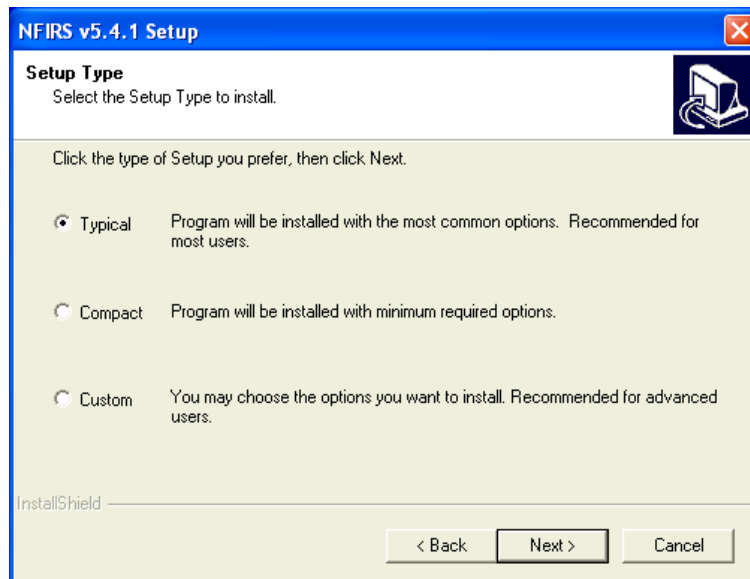 NFIRS v5.4.1 Setup
Setup Type
Select the Setup Type to install.
Click the type of Setup you prefer, then click Next.
Typical
Program will be installed with the most common options.  Recommended for
most users.
Compact
Program will be installed with minimum required options.
Custom
You may choose the options you want to install. Recommended for advanced
users.
InstallShield
< Back
Next >
Cancel